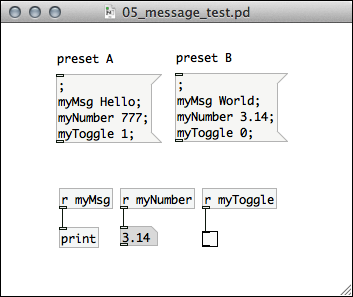 05_message_test.pd
preset A
preset B
;
myMsg Hello;
myNumber 777;
myToggle 1;
;
myMsg World;
myNumber 3.14;
myToggle 0;
r myMsg
r myNumber
r myToggle
print
3.14